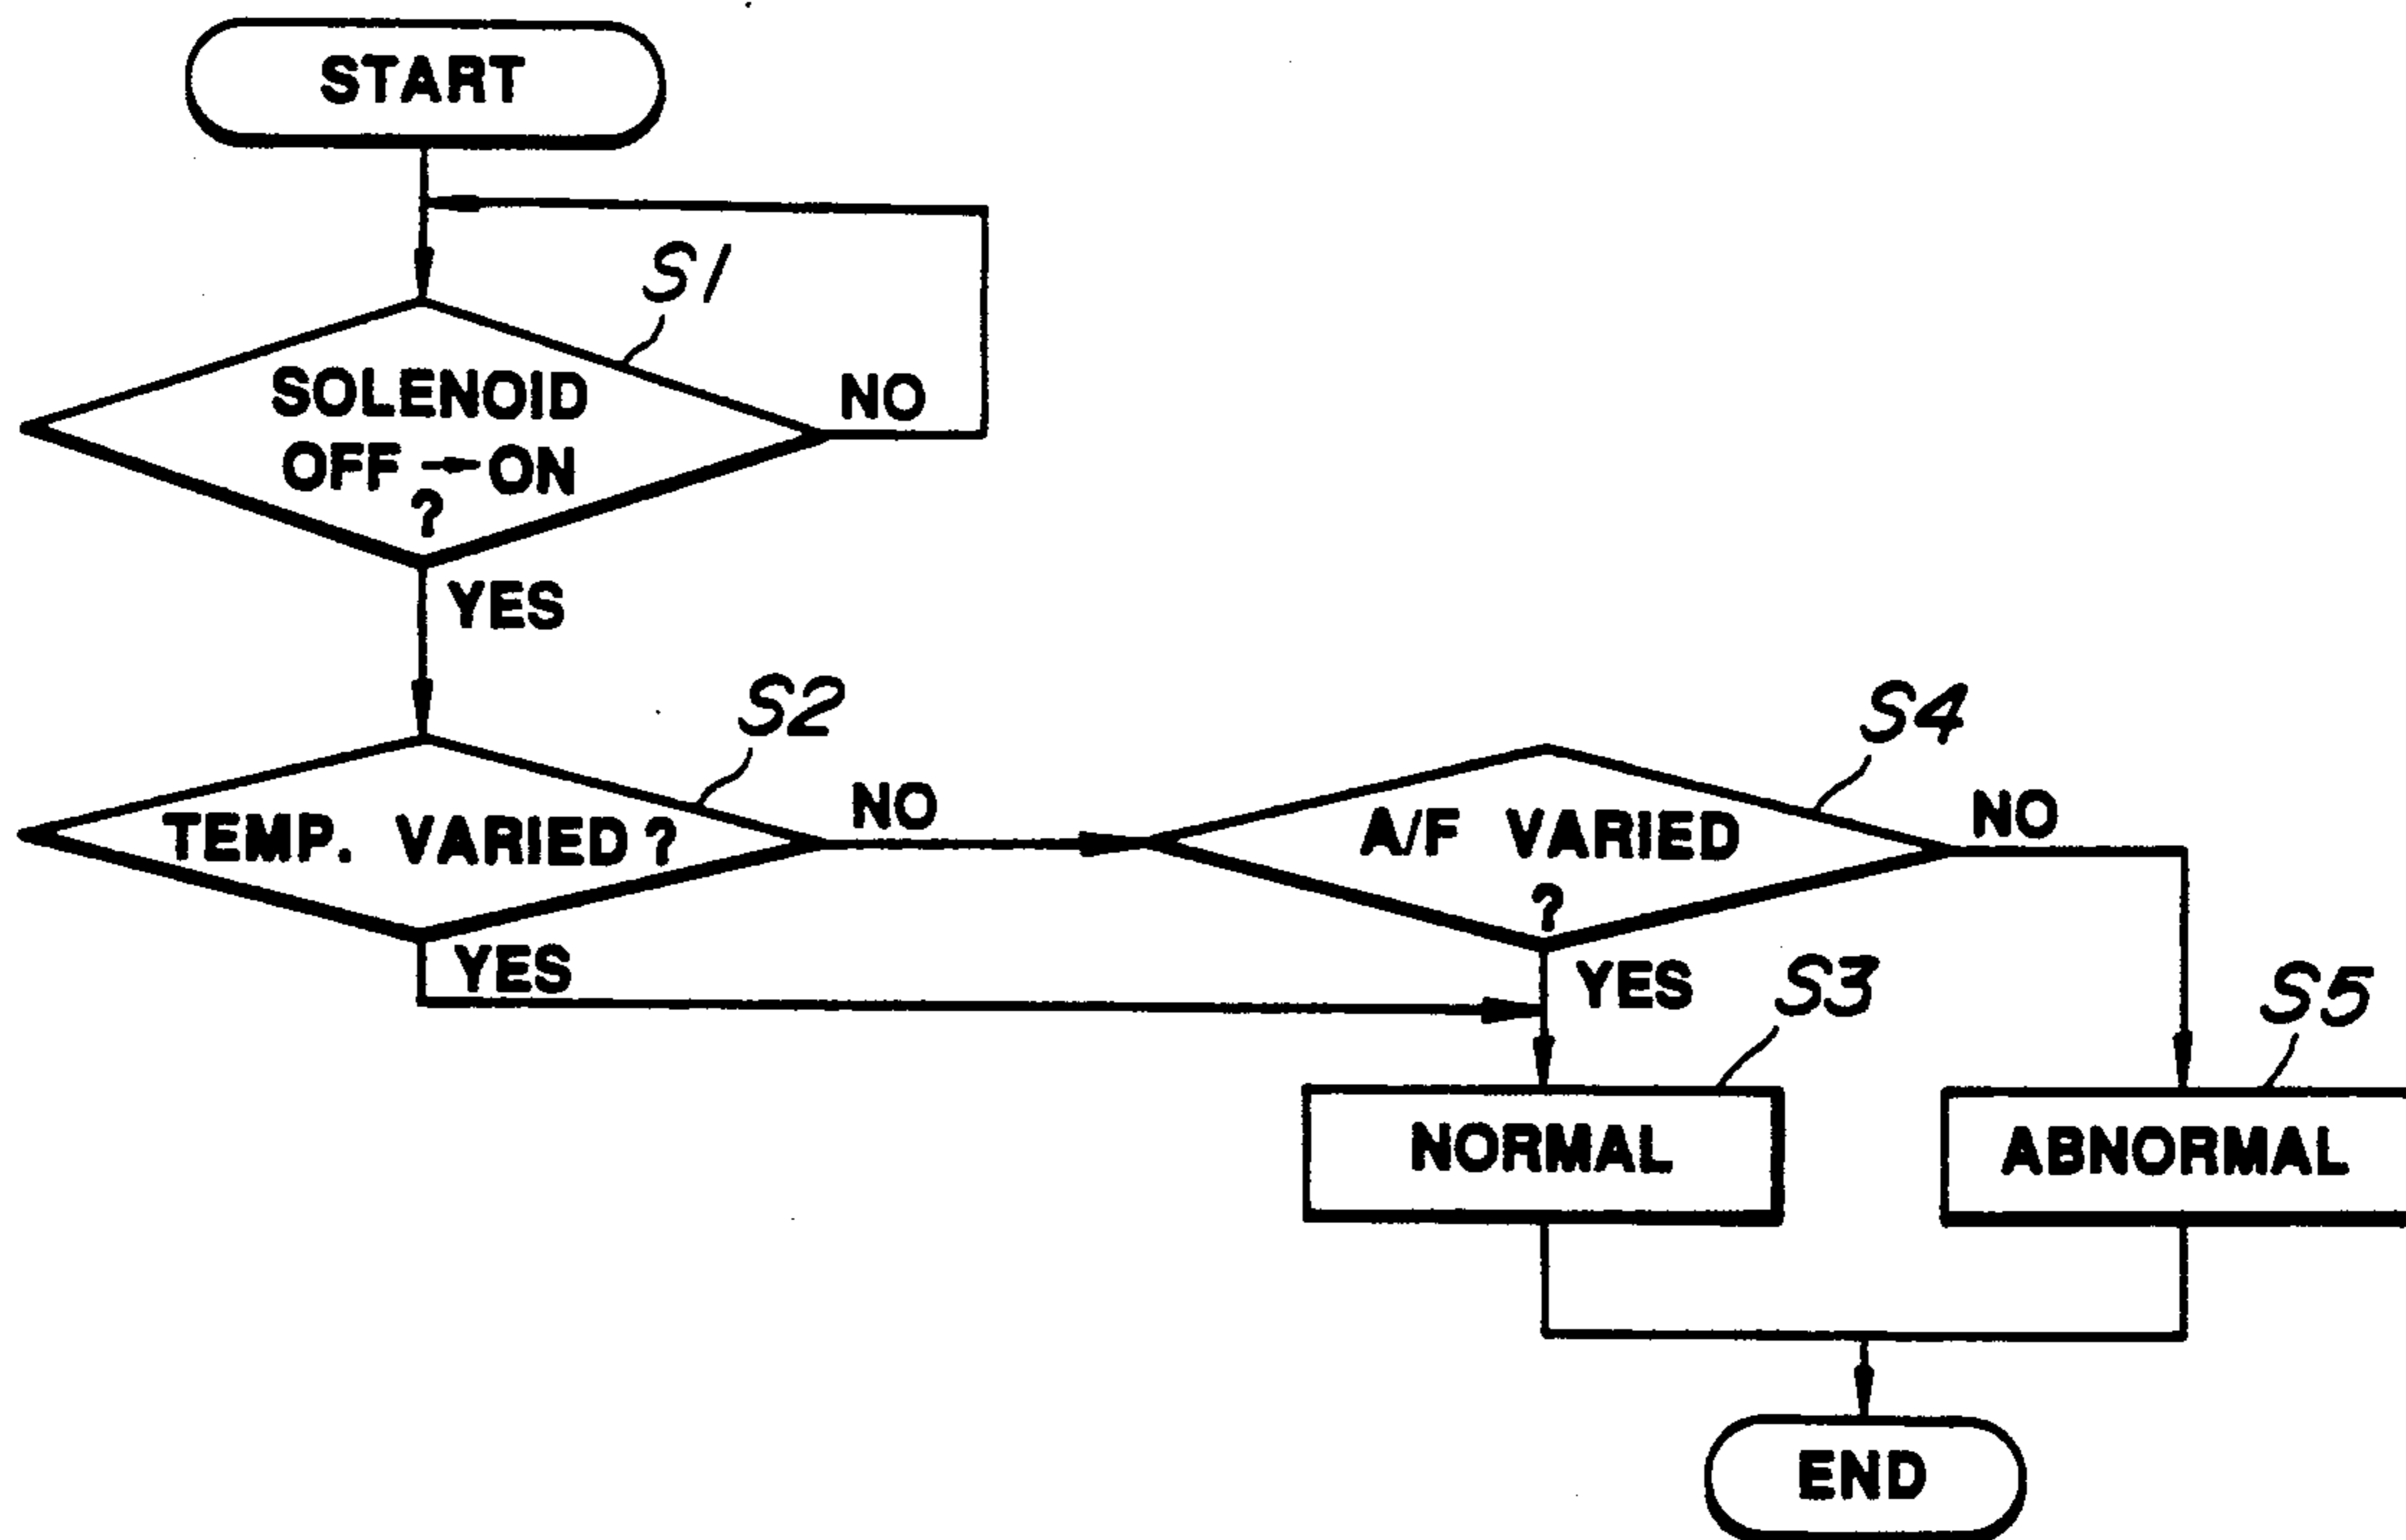 START
S1
SOLENOID
NO
OFF → ON
?
YES
S2
S4
NO
NO
TEMP. VARIED ?
A/F VARIED
?
YES
YES
S3
S5
NORMAL
ABNORMAL
END